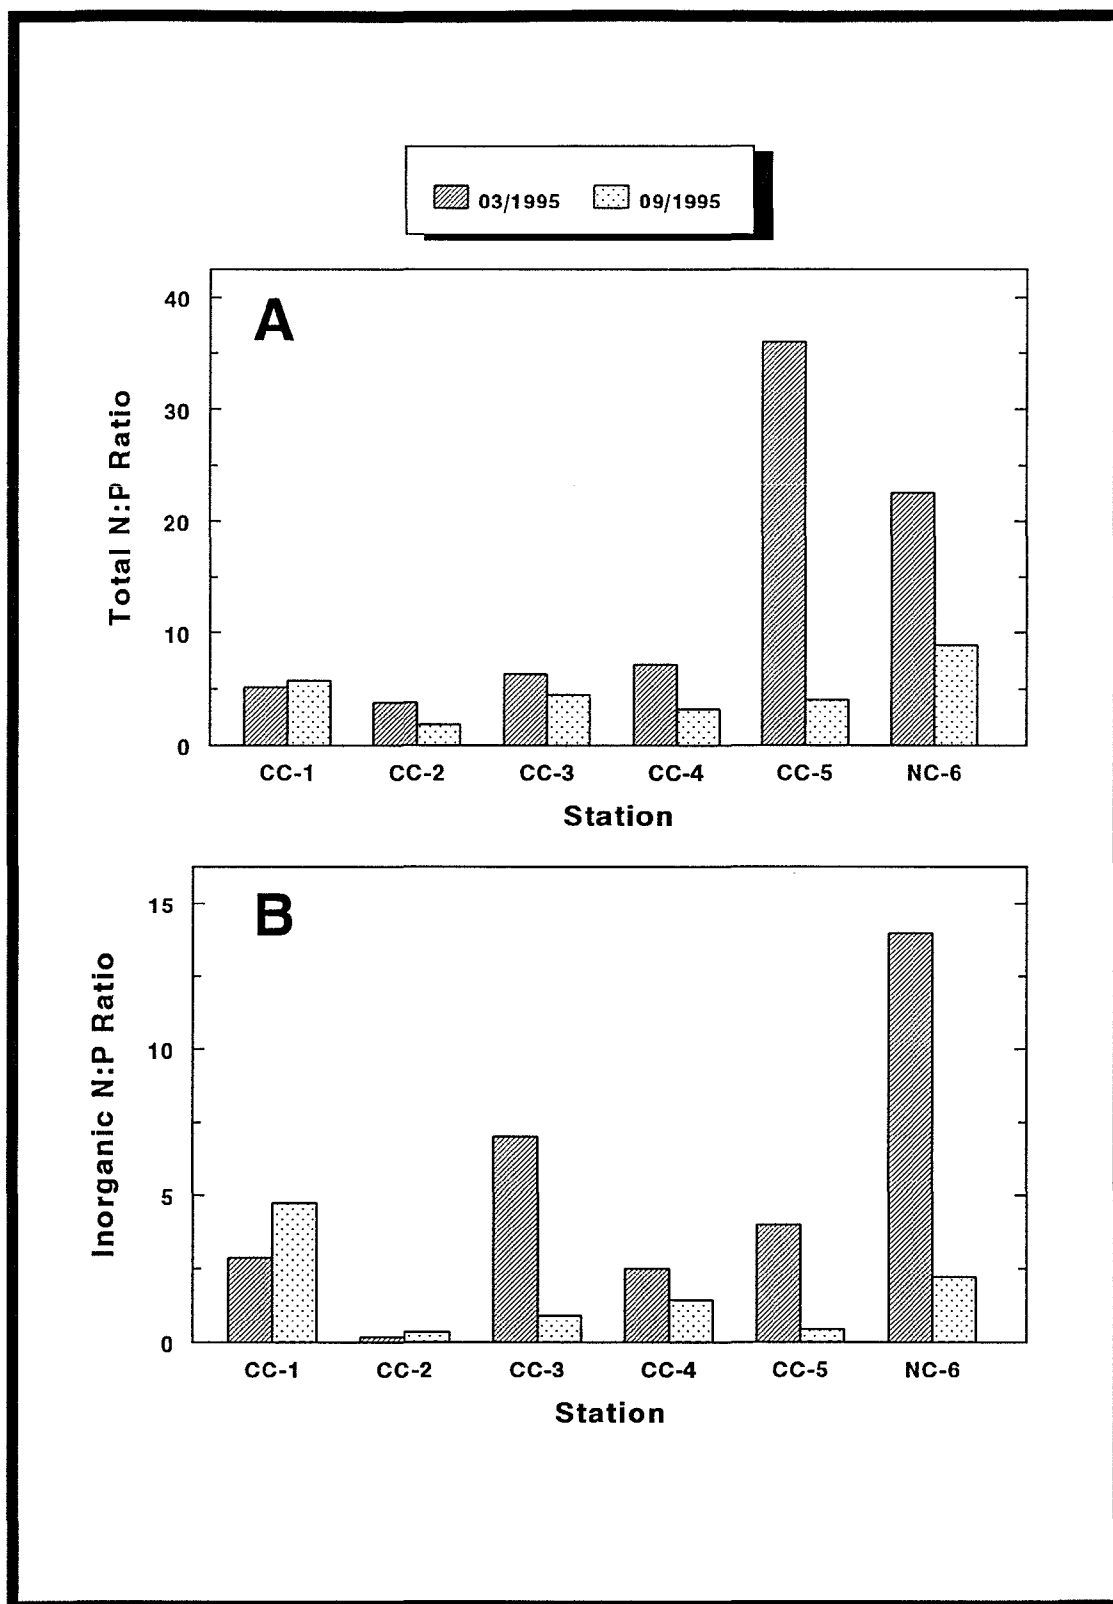 03/1995 09/1995
A
40
30
20
10
0
Total N:P Ratio
CC-1 CC-2 CC-3 CC-4 CC-5 NC-6
Station
B
15
10
5
0
Inorganic N:P Ratio
CC-1 CC-2 CC-3 CC-4 CC-5 NC-6
Station